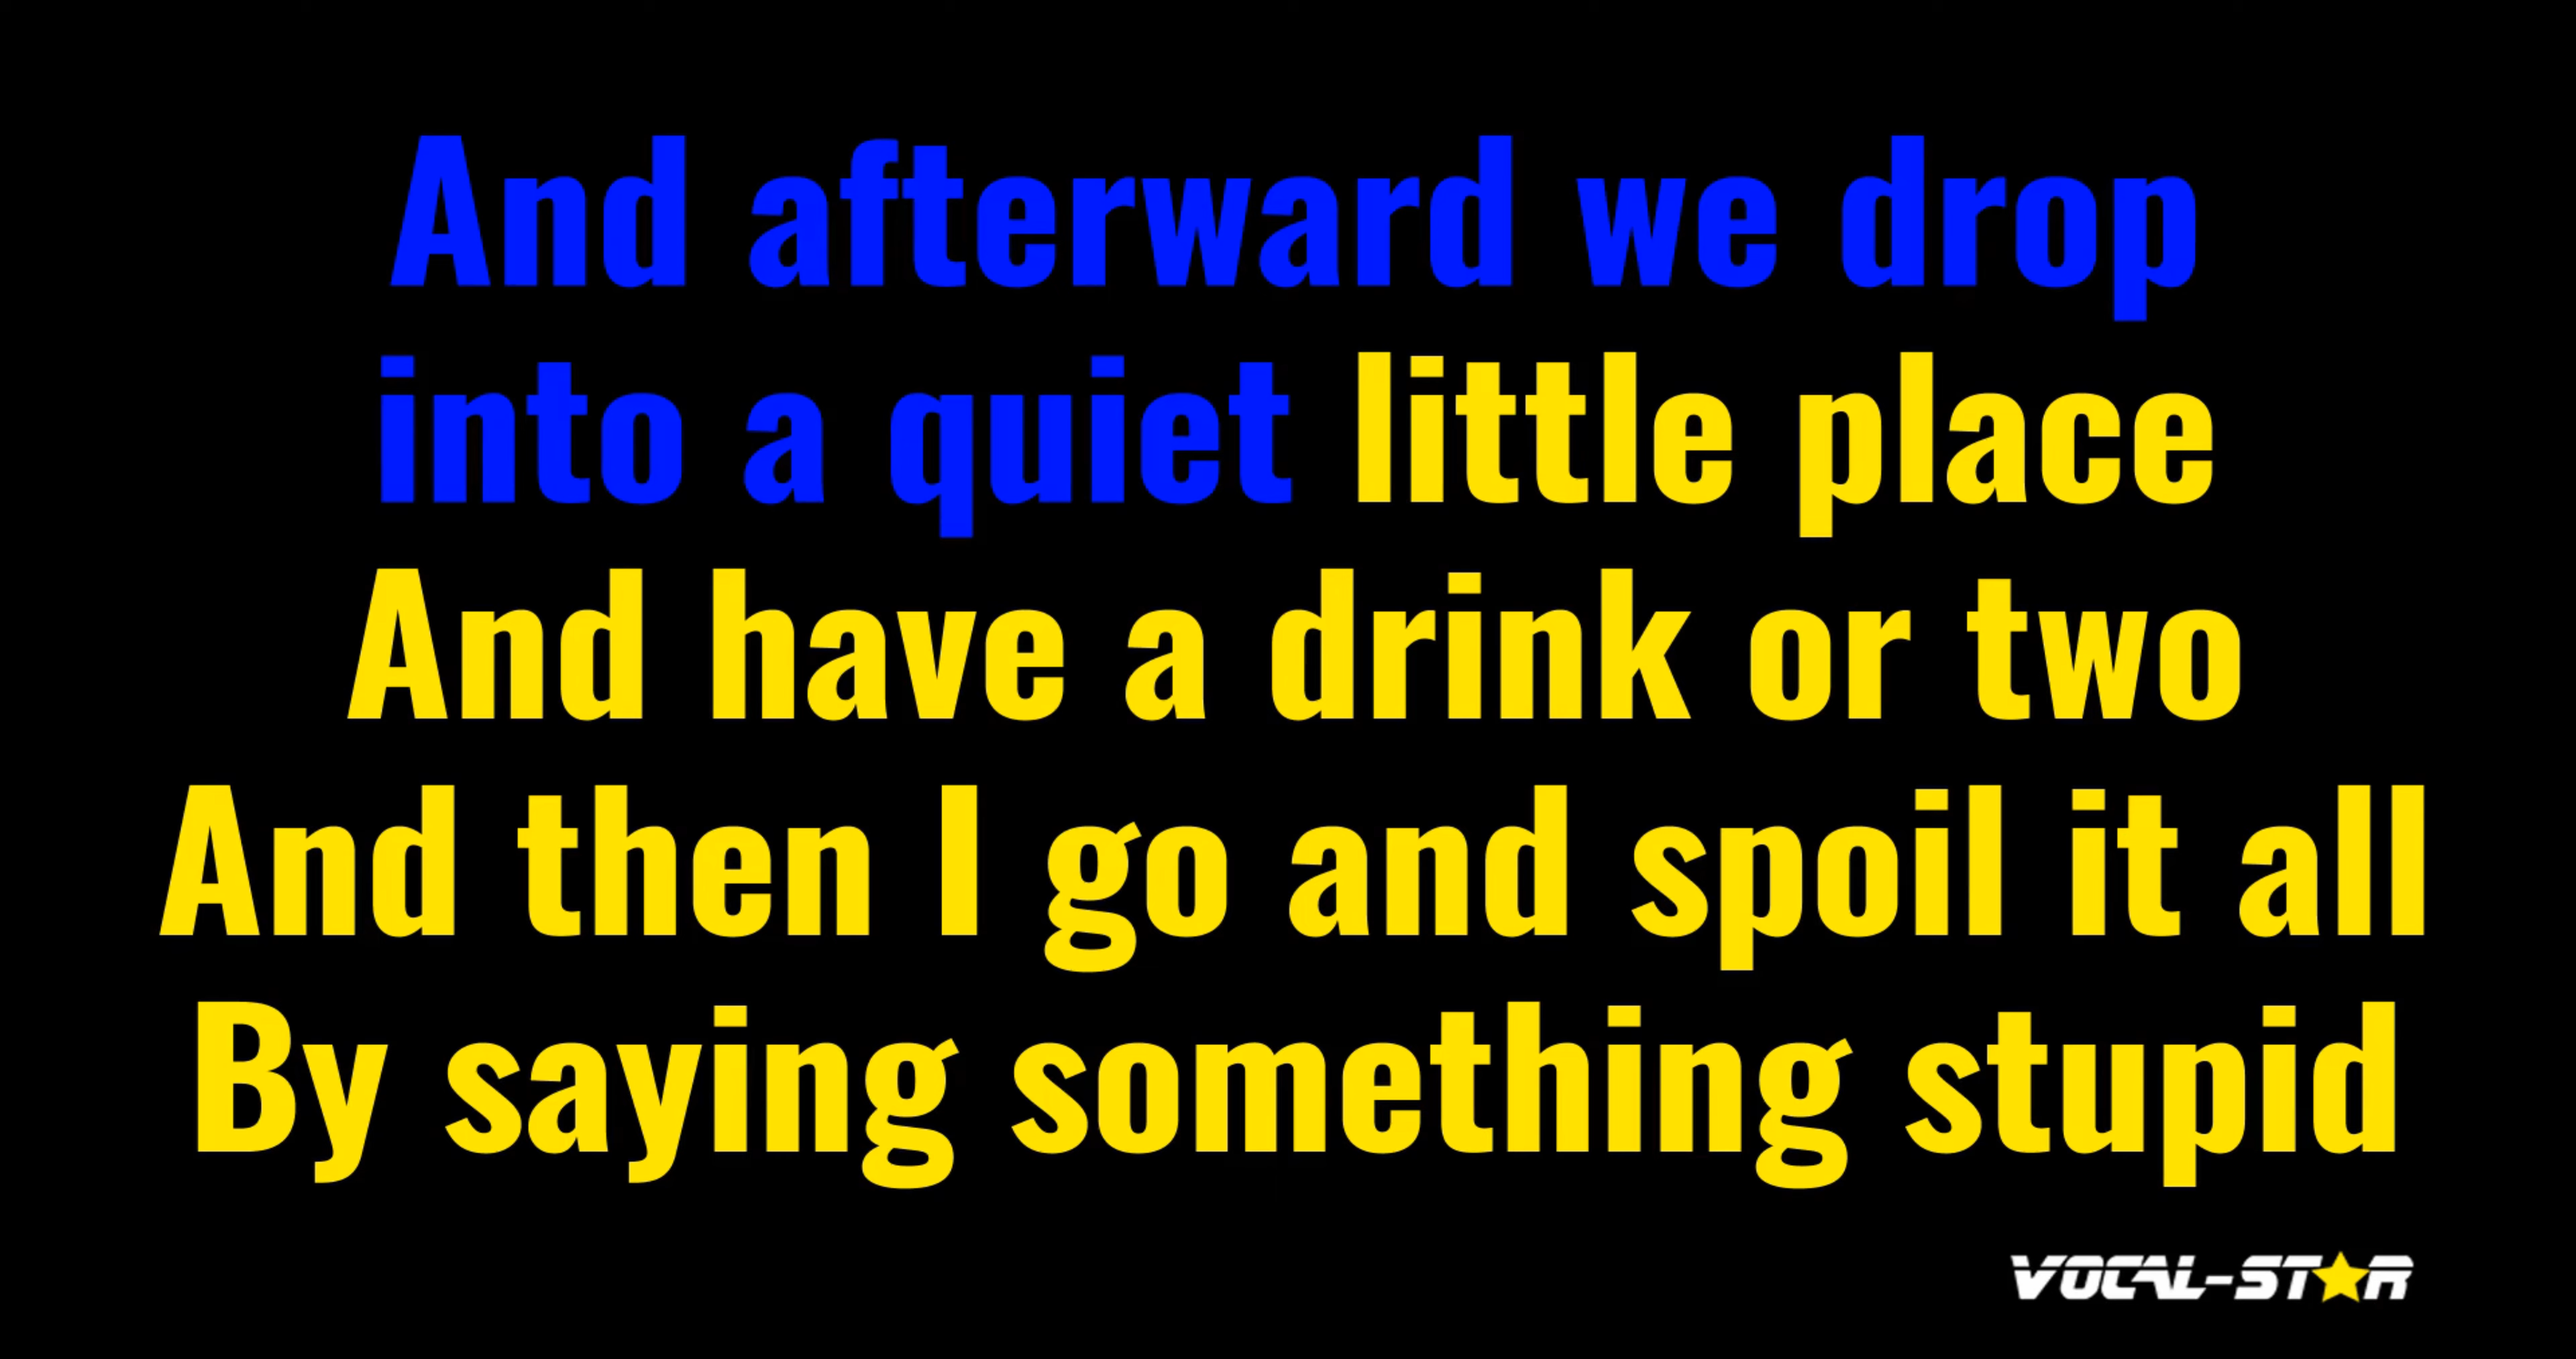 And afterward we drop
into a quiet little place
And have a drink or two
And then I go and spoil it all
By saying something stupid
VOCAL-STAR